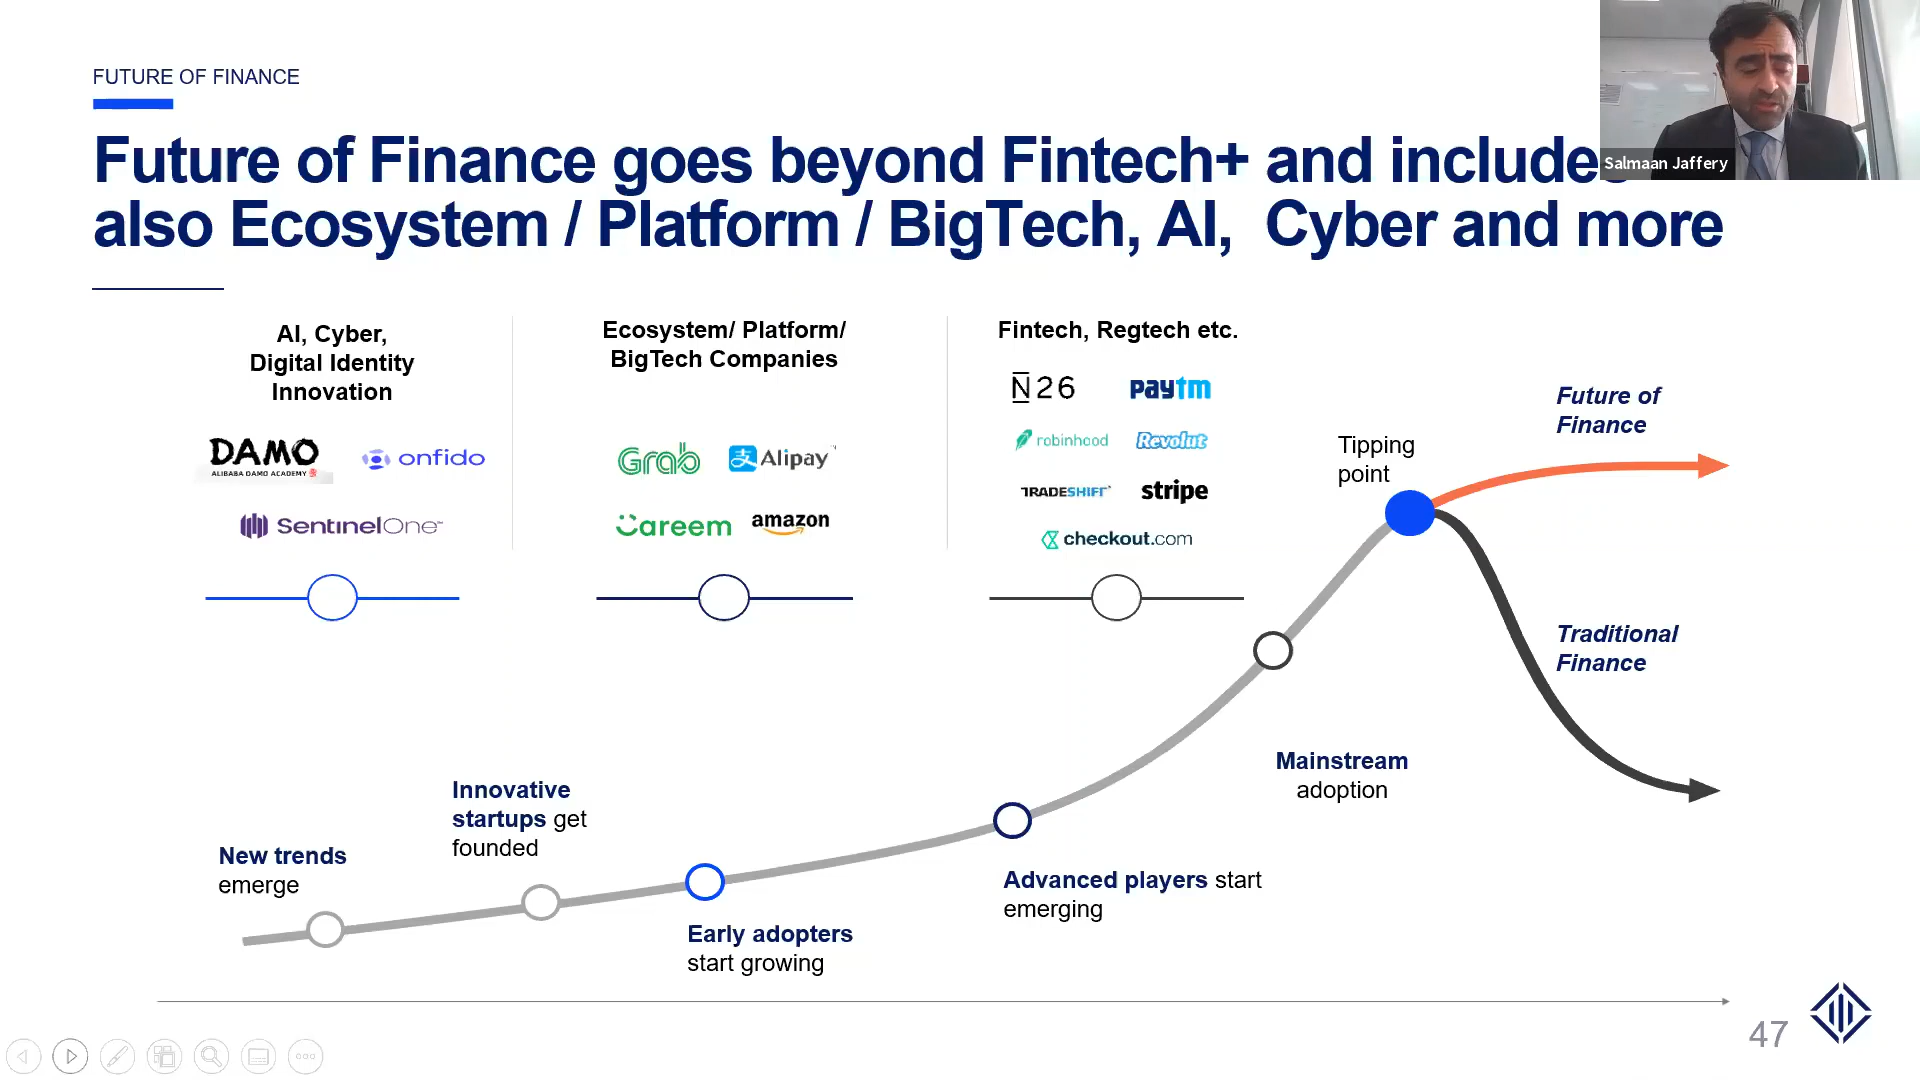 FUTURE OF FINANCE
Future of Finance goes beyond Fintech+ and include
also Ecosystem / Platform / BigTech, AI, Cyber and more
Salmaan Jaffery
AI, Cyber,
Digital Identity
Innovation
DAMO
ALIBABA DAMO ACADEMY
onfido
SentinelOne
Ecosystem/ Platform/
BigTech Companies
Grab
支 Alipay
Careem
amazon
Fintech, Regtech etc.
N26
paytm
robinhood
Revolut
TRADESHIFT
stripe
checkout.com
Tipping
point
Future of
Finance
Traditional
Finance
Mainstream
adoption
Innovative
startups get
founded
New trends
emerge
Advanced players start
emerging
Early adopters
start growing
47